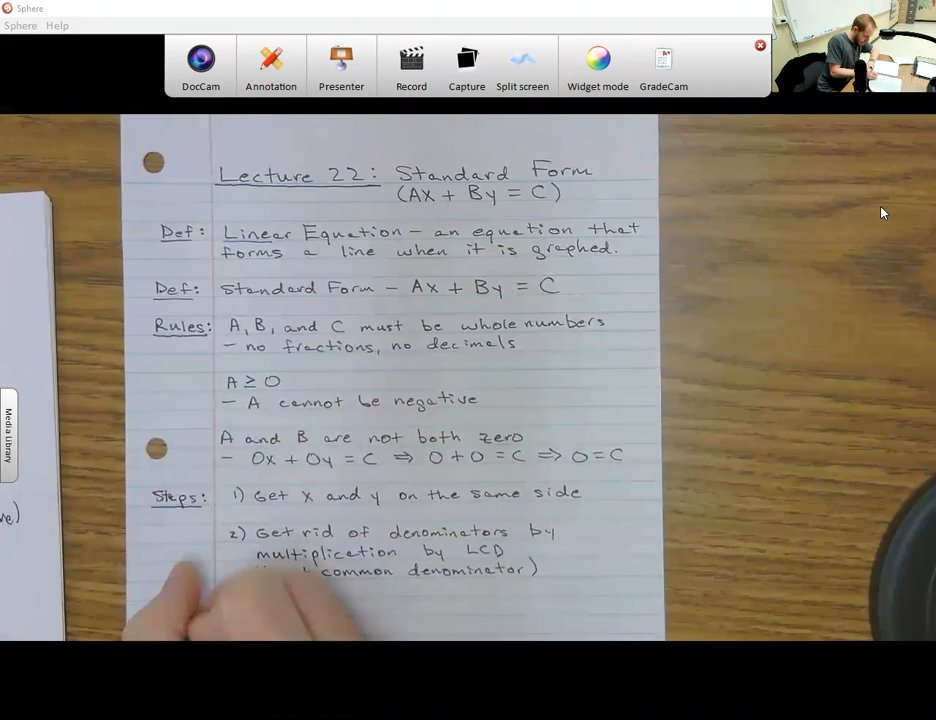 Sphere
Sphere Help
DocCam Annotation Presenter Record Capture Split screen Widget mode GradeCam
A+
Media Library
Lecture 22: Standard Form
(Ax + By = C)
Def: Linear Equation - an equation that
forms a line when it is graphed.
Def: Standard Form - Ax + By = C
Rules: A, B, and C must be whole numbers
- no fractions, no decimals
A ≥ 0
- A cannot be negative
A and B are not both zero
- 0x + 0y = C ⇒ 0 + 0 = C ⇒ 0 = C
Steps: 1) Get x and y on the same side
2) Get rid of denominators by
multiplication by LCD
common denominator)